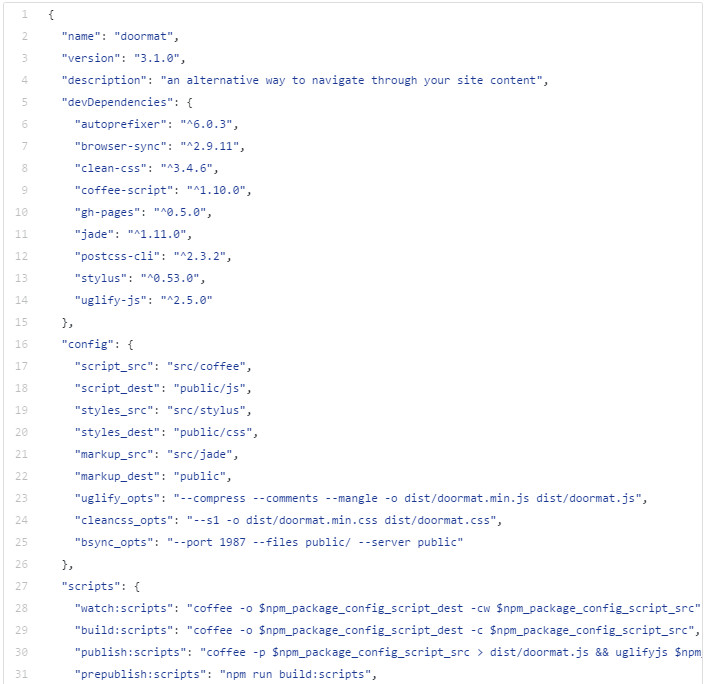 1 {
2 "name": "doormat",
3 "version": "3.1.0",
4 "description": "an alternative way to navigate through your site content",
5 "devDependencies": {
6 "autoprefixer": "^6.0.3",
7 "browser-sync": "^2.9.11",
8 "clean-css": "^3.4.6",
9 "coffee-script": "^1.10.0",
10 "gh-pages": "^0.5.0",
11 "jade": "^1.11.0",
12 "postcss-cli": "^2.3.2",
13 "stylus": "^0.53.0",
14 "uglify-js": "^2.5.0"
15 },
16 "config": {
17 "script_src": "src/coffee",
18 "script_dest": "public/js",
19 "styles_src": "src/stylus",
20 "styles_dest": "public/css",
21 "markup_src": "src/jade",
22 "markup_dest": "public",
23 "uglify_opts": "--compress --comments --mangle -o dist/doormat.min.js dist/doormat.js",
24 "cleancss_opts": "--s1 -o dist/doormat.min.css dist/doormat.css",
25 "bsync_opts": "--port 1987 --files public/ --server public"
26 },
27 "scripts": {
28 "watch:scripts": "coffee -o $npm_package_config_script_dest -cw $npm_package_config_script_src"
29 "build:scripts": "coffee -o $npm_package_config_script_dest -c $npm_package_config_script_src",
30 "publish:scripts": "coffee -p $npm_package_config_script_src > dist/doormat.js && uglifyjs $npm_
31 "prepublish:scripts": "npm run build:scripts",